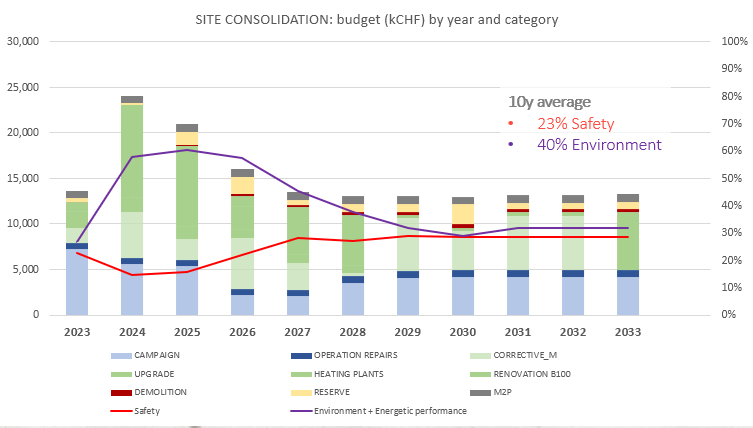 SITE CONSOLIDATION: budget (kCHF) by year and category
30,000 100%
90%
25,000 80%
70%
20,000
60%
15,000 50%
40%
10,000
30%
20%
5,000
10%
0 0%
10y average
• 23% Safety
• 40% Environment
2023 2024 2025 2026 2027 2028 2029 2030 2031 2032 2033
CAMPAIGN OPERATION REPAIRS CORRECTIVE_M
UPGRADE HEATING PLANTS RENOVATION B100
DEMOLITION RESERVE M2P
Safety Environment + Energetic performance